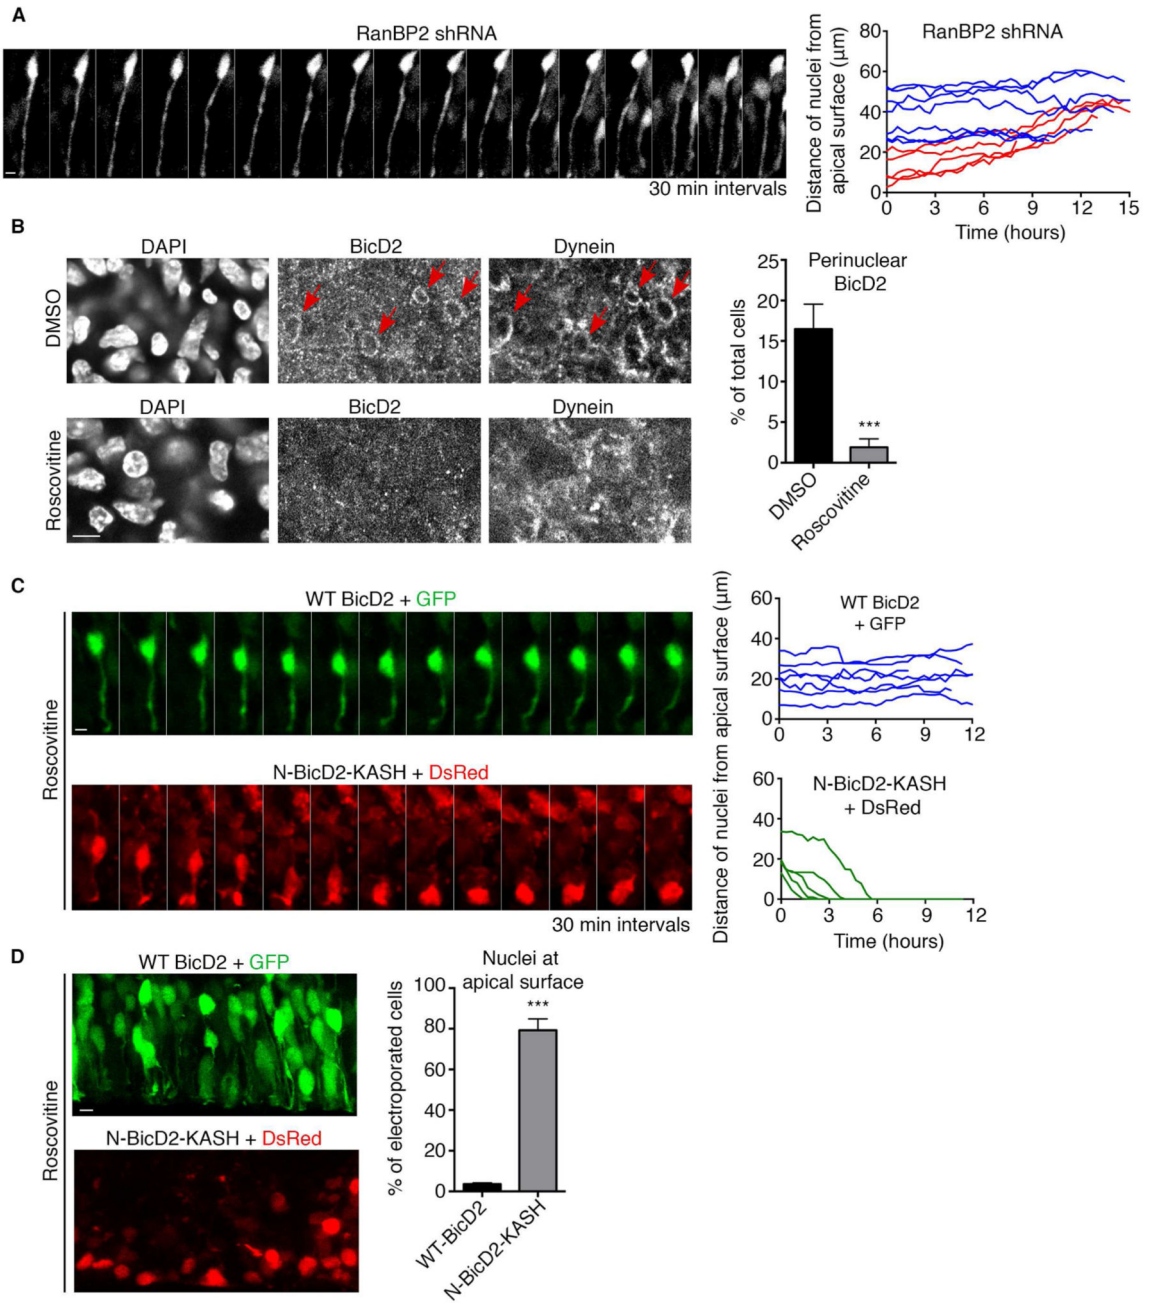 A
RanBP2 shRNA
30 min intervals
Distance of nuclei from
apical surface (µm)
RanBP2 shRNA
80
60
40
20
0
0 3 6 9 12 15
Time (hours)
B
DAPI BicD2 Dynein
DMSO
DAPI BicD2 Dynein
Roscovitine
Perinuclear
BicD2
% of total cells
25
20
15
10
5
0
***
DMSO
Roscovitine
C
Roscovitine
WT BicD2 + GFP
N-BicD2-KASH + DsRed
30 min intervals
Distance of nuclei from apical surface (µm)
WT BicD2
+ GFP
60
40
20
0
0 3 6 9 12
N-BicD2-KASH
+ DsRed
60
40
20
0
0 3 6 9 12
Time (hours)
D
Roscovitine
WT BicD2 + GFP
N-BicD2-KASH + DsRed
Nuclei at
apical surface
% of electroporated cells
100
80
60
40
20
0
***
WT-BicD2
N-BicD2-KASH